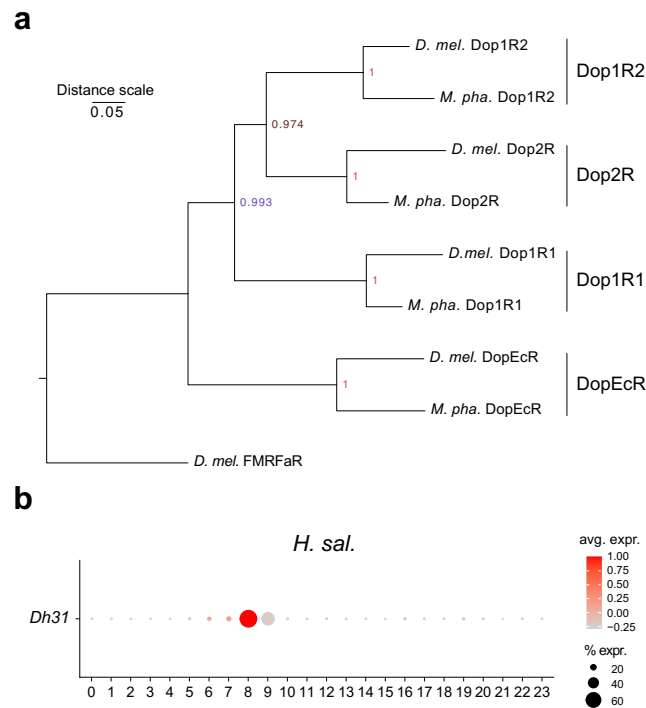 a
Distance scale
0.05
D. mel. Dop1R2
1
M. pha. Dop1R2
Dop1R2
0.974
D. mel. Dop2R
1
M. pha. Dop2R
Dop2R
0.993
D.mel. Dop1R1
1
M. pha. Dop1R1
Dop1R1
D. mel. DopEcR
1
M. pha. DopEcR
DopEcR
D. mel. FMRFaR
b
H. sal.
Dh31
0 1 2 3 4 5 6 7 8 9 10 11 12 13 14 15 16 17 18 19 20 21 22 23
avg. expr.
1.00
0.75
0.50
0.25
0.00
−0.25
% expr.
20
40
60